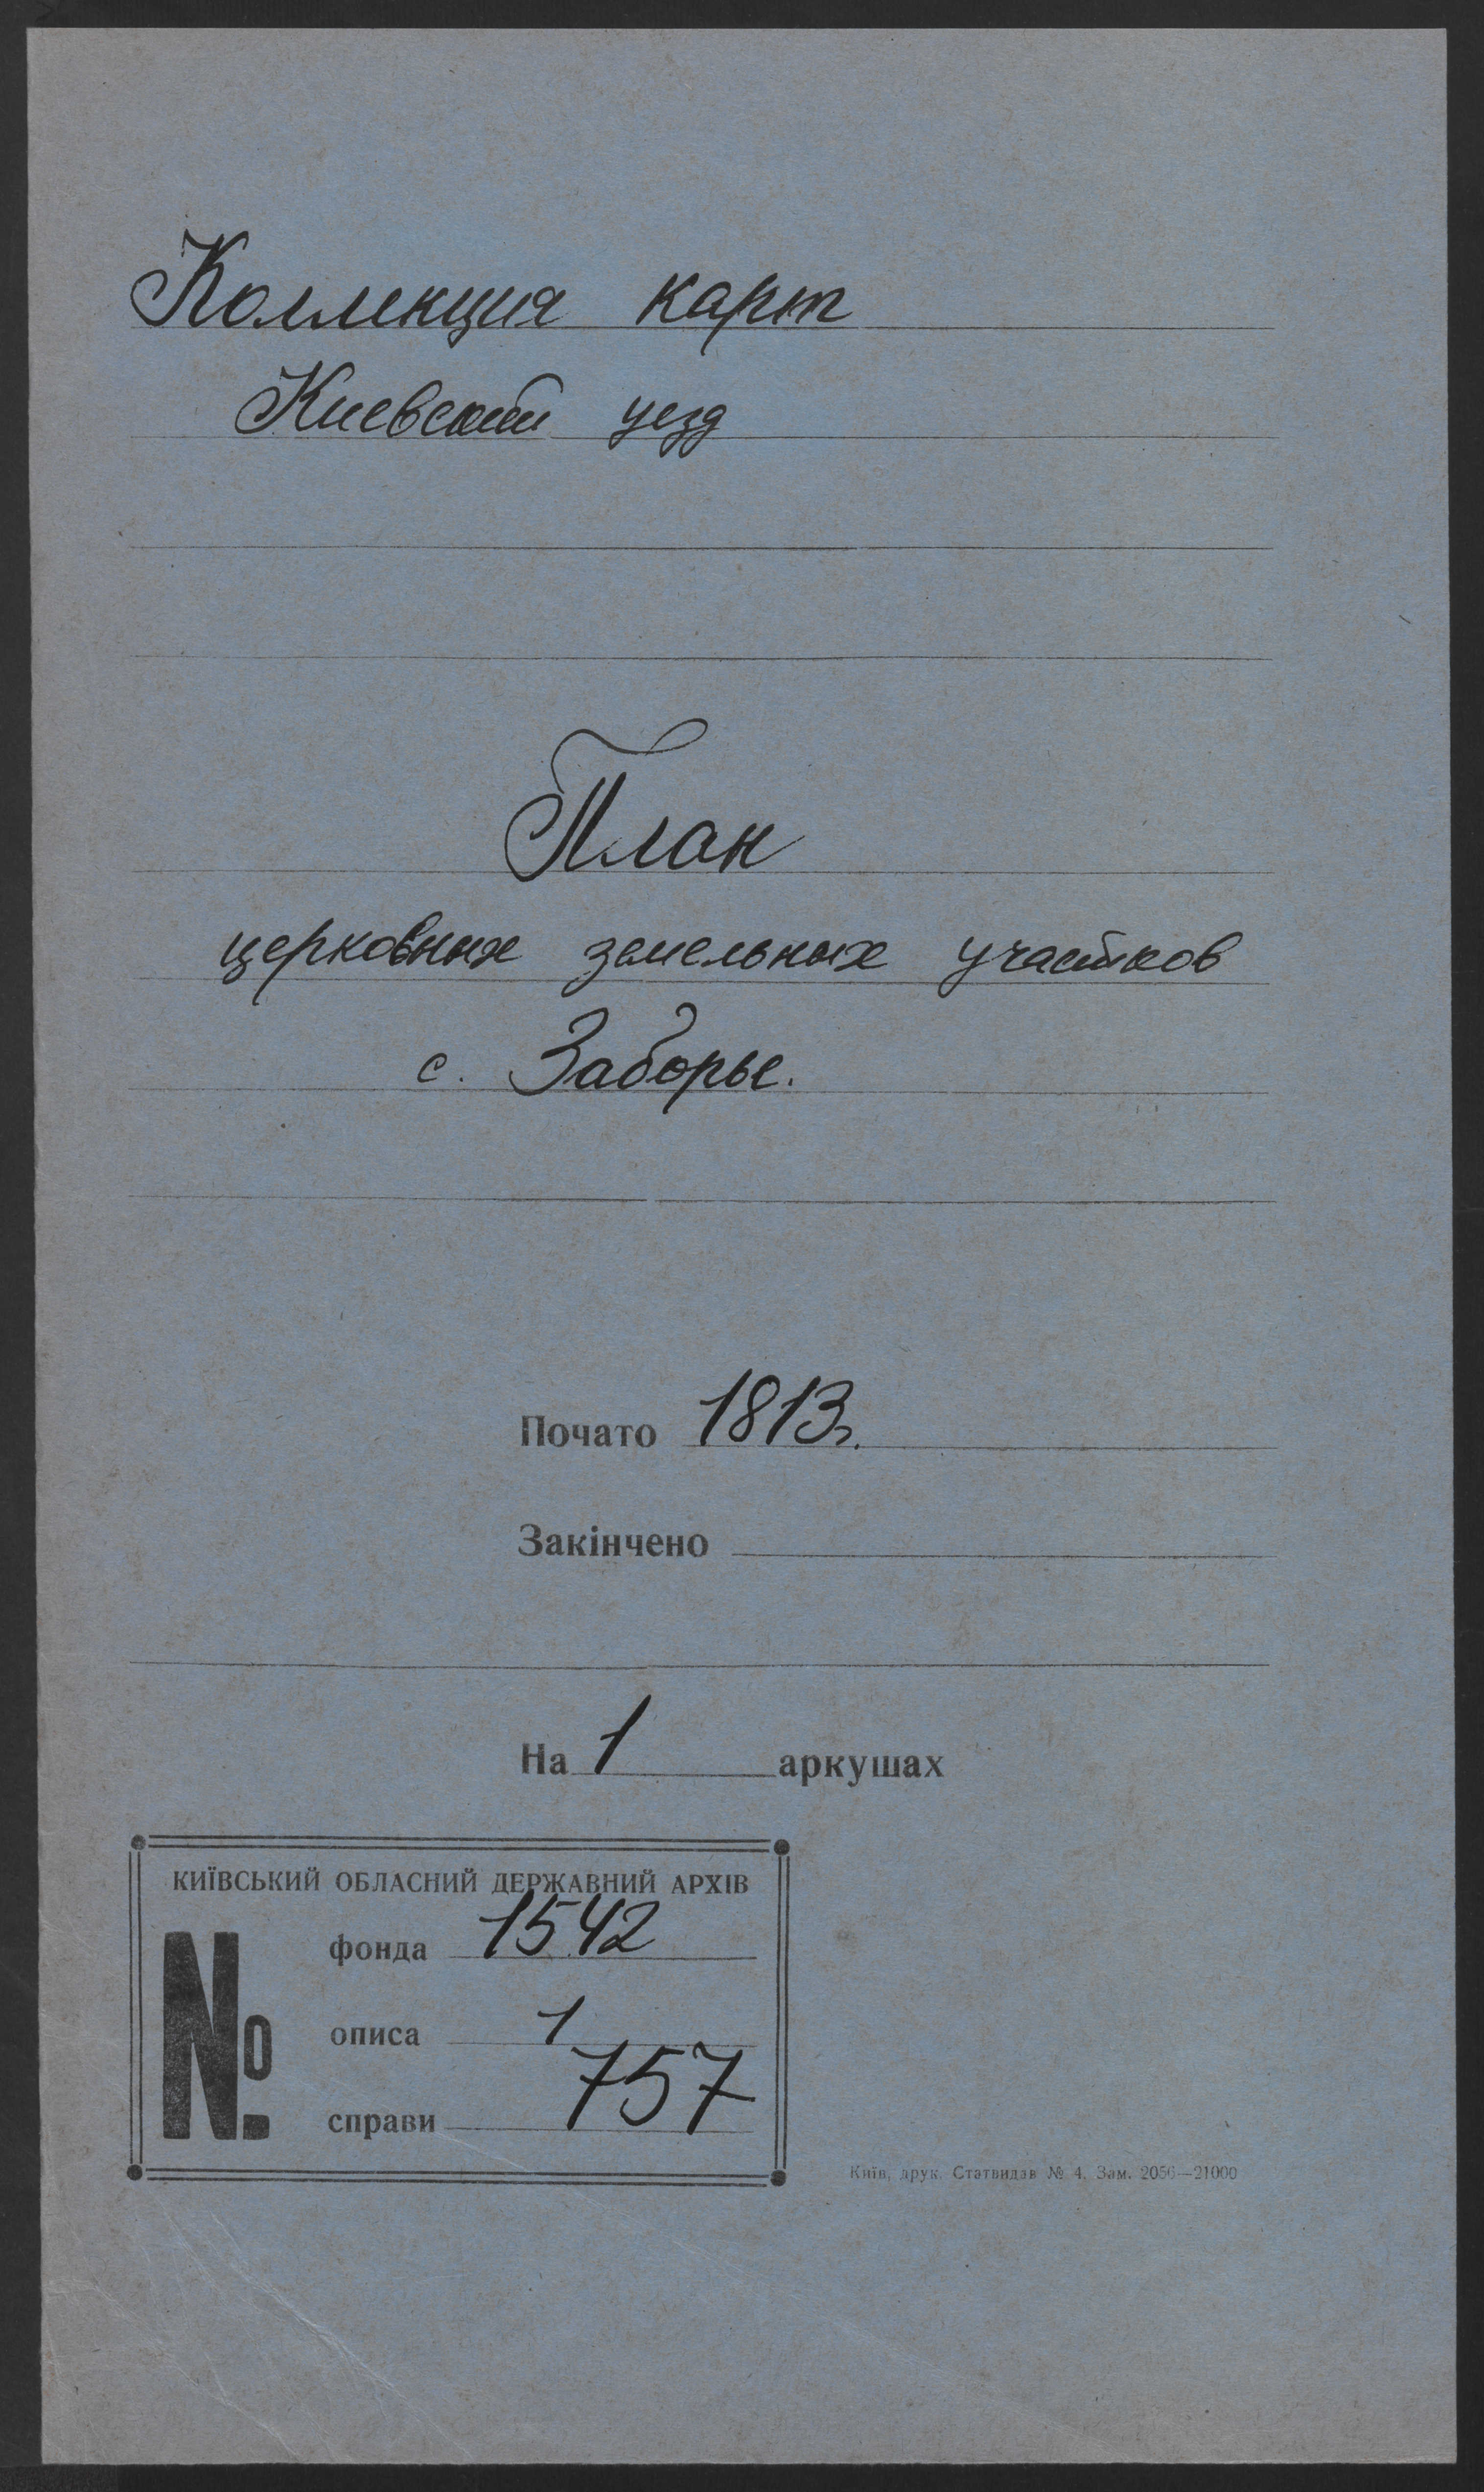 Коллекция карт
Киевский уезд
План
церковных земельных участков
с. Заборье.
Почато 1813 г.
Закінчено
На 1 аркушах
КИЇВСЬКИЙ ОБЛАСНИЙ ДЕРЖАВНИЙ АРХІВ
№
фонда 1542
описа 1
справи 757
Київ, друк. Статвидав № 4. Зам. 2056—21000